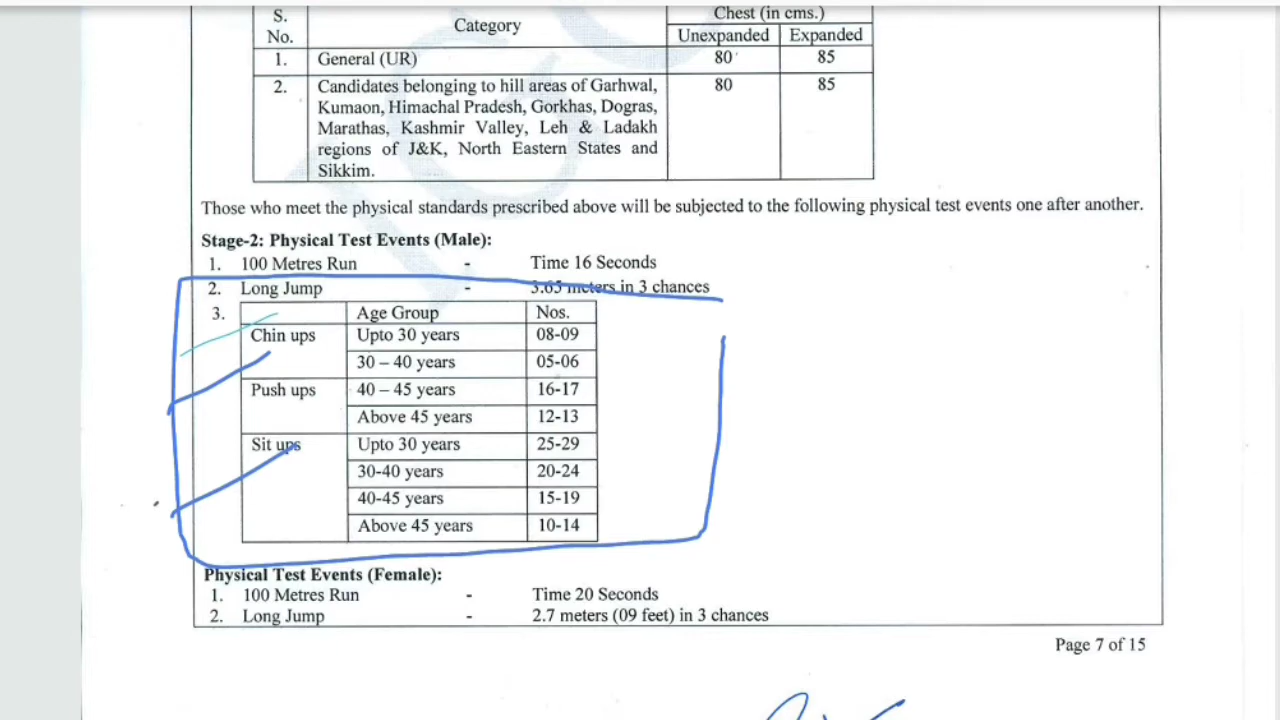 S. No. Category Chest (in cms.)
Unexpanded Expanded
1. General (UR) 80 85
2. Candidates belonging to hill areas of Garhwal, 80 85
Kumaon, Himachal Pradesh, Gorkhas, Dogras,
Marathas, Kashmir Valley, Leh & Ladakh
regions of J&K, North Eastern States and
Sikkim.
Those who meet the physical standards prescribed above will be subjected to the following physical test events one after another.
Stage-2: Physical Test Events (Male):
1. 100 Metres Run - Time 16 Seconds
2. Long Jump - 3.65 meters in 3 chances
3. Age Group Nos.
Chin ups Upto 30 years 08-09
30 – 40 years 05-06
Push ups 40 – 45 years 16-17
Above 45 years 12-13
Sit ups Upto 30 years 25-29
30-40 years 20-24
40-45 years 15-19
Above 45 years 10-14
Physical Test Events (Female):
1. 100 Metres Run - Time 20 Seconds
2. Long Jump - 2.7 meters (09 feet) in 3 chances
Page 7 of 15